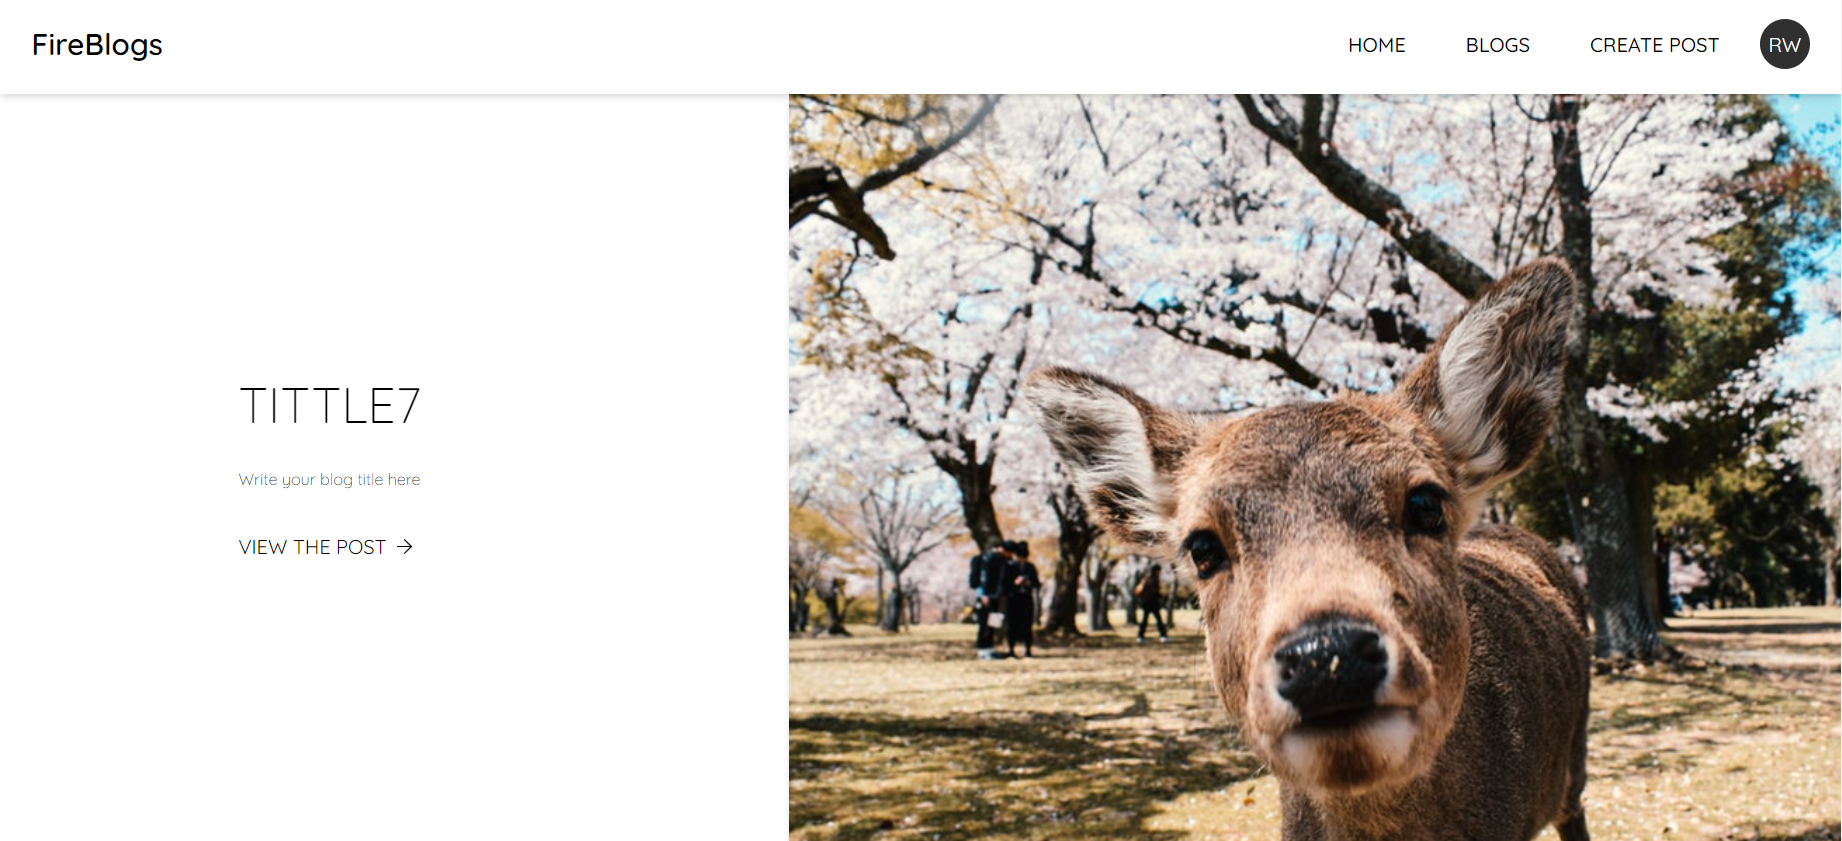 FireBlogs
HOME BLOGS CREATE POST RW
TITTLE7
Write your blog title here
VIEW THE POST →